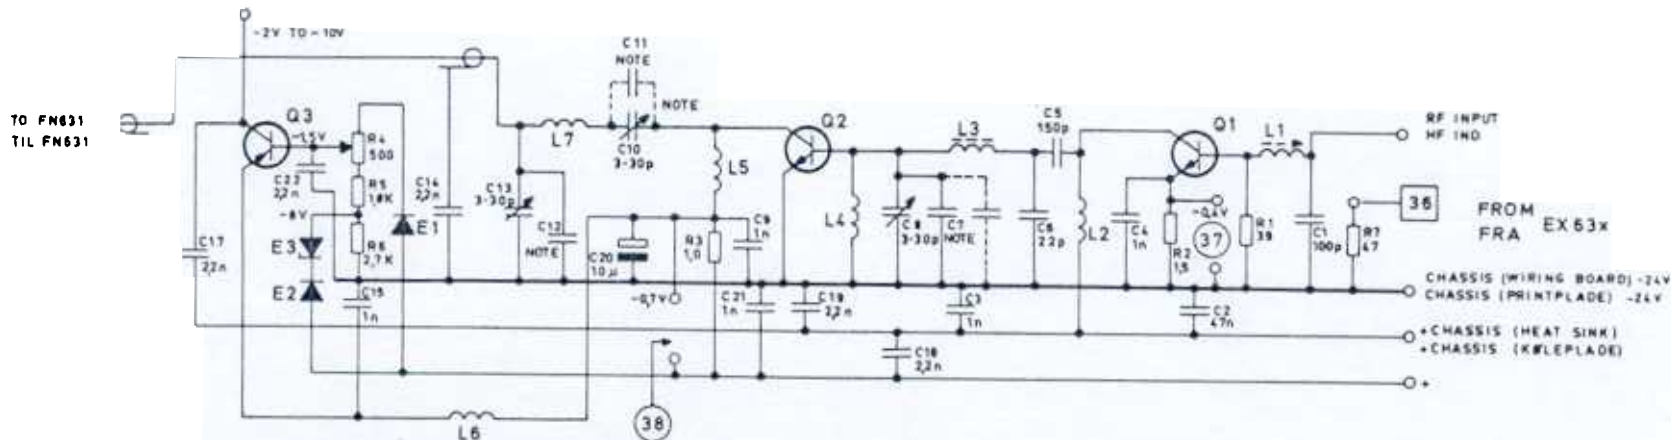 -2V TO -10V
TO FN631
TIL FN631
Q3
-1,5V
R4
500
C22
2,2n
R5
1,8K
-8V
E3
R6
2,7K
E1
E2
C15
1n
C17
2,2n
C14
2,2n
C13
3-30p
C12
NOTE
L7
C11
NOTE
NOTE
C10
3-30p
L5
C20
10µ
R3
1,0
C9
1n
-0,7V
C21
1n
C19
2,2n
Q2
L4
C8
3-30p
C7
NOTE
L3
C6
2,2p
C5
150p
L2
C3
1n
C18
2,2n
C4
1n
Q1
R2
1,5
-0,4V
37
C2
47n
R1
39
L1
C1
100p
R7
47
36
RF INPUT
HF IND
FROM
FRA
EX 63x
CHASSIS (WIRING BOARD) -24V
CHASSIS (PRINTPLADE) -24V
+CHASSIS (HEAT SINK)
+CHASSIS (KØLEPLADE)
+
L6
38